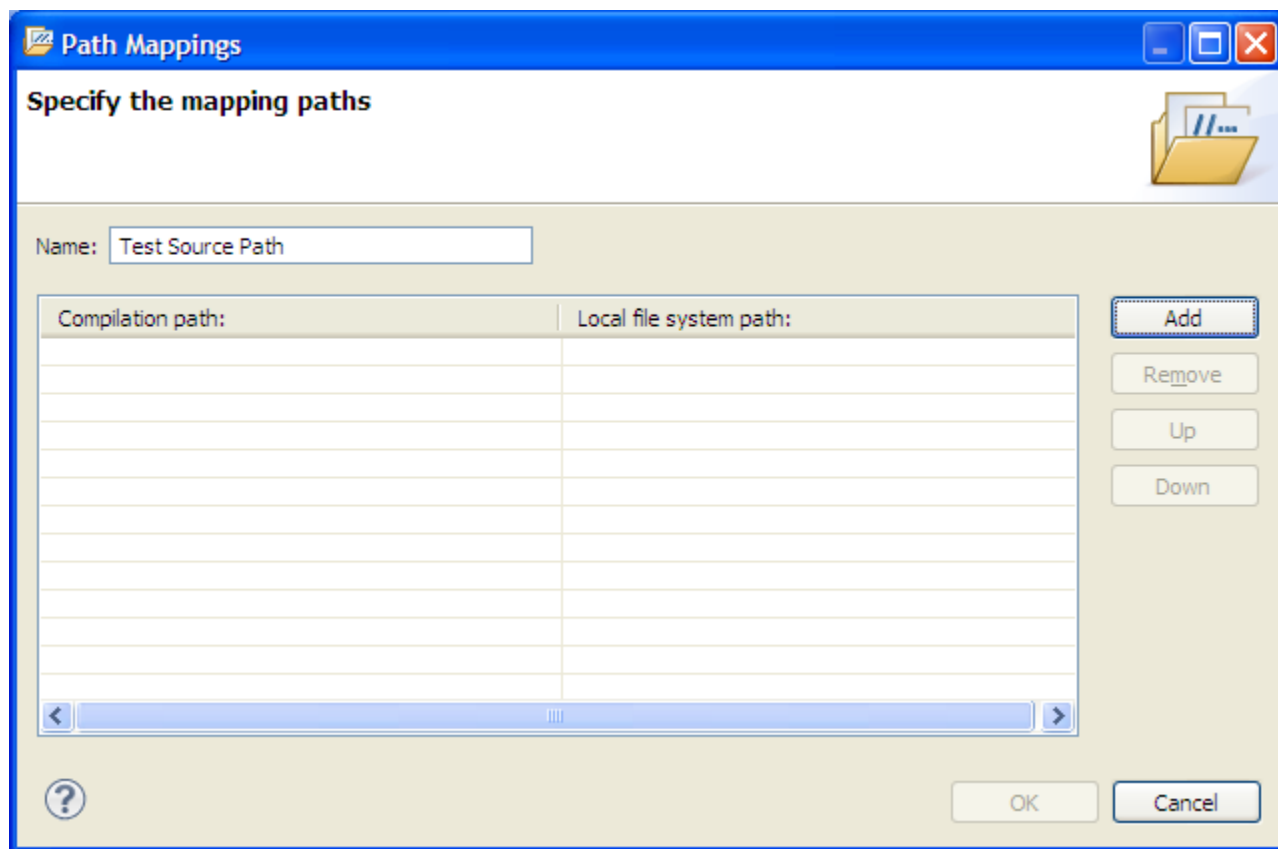 Path Mappings
Specify the mapping paths
//...
Name: Test Source Path
Compilation path: Local file system path:
Add
Remove
Up
Down
?
OK Cancel